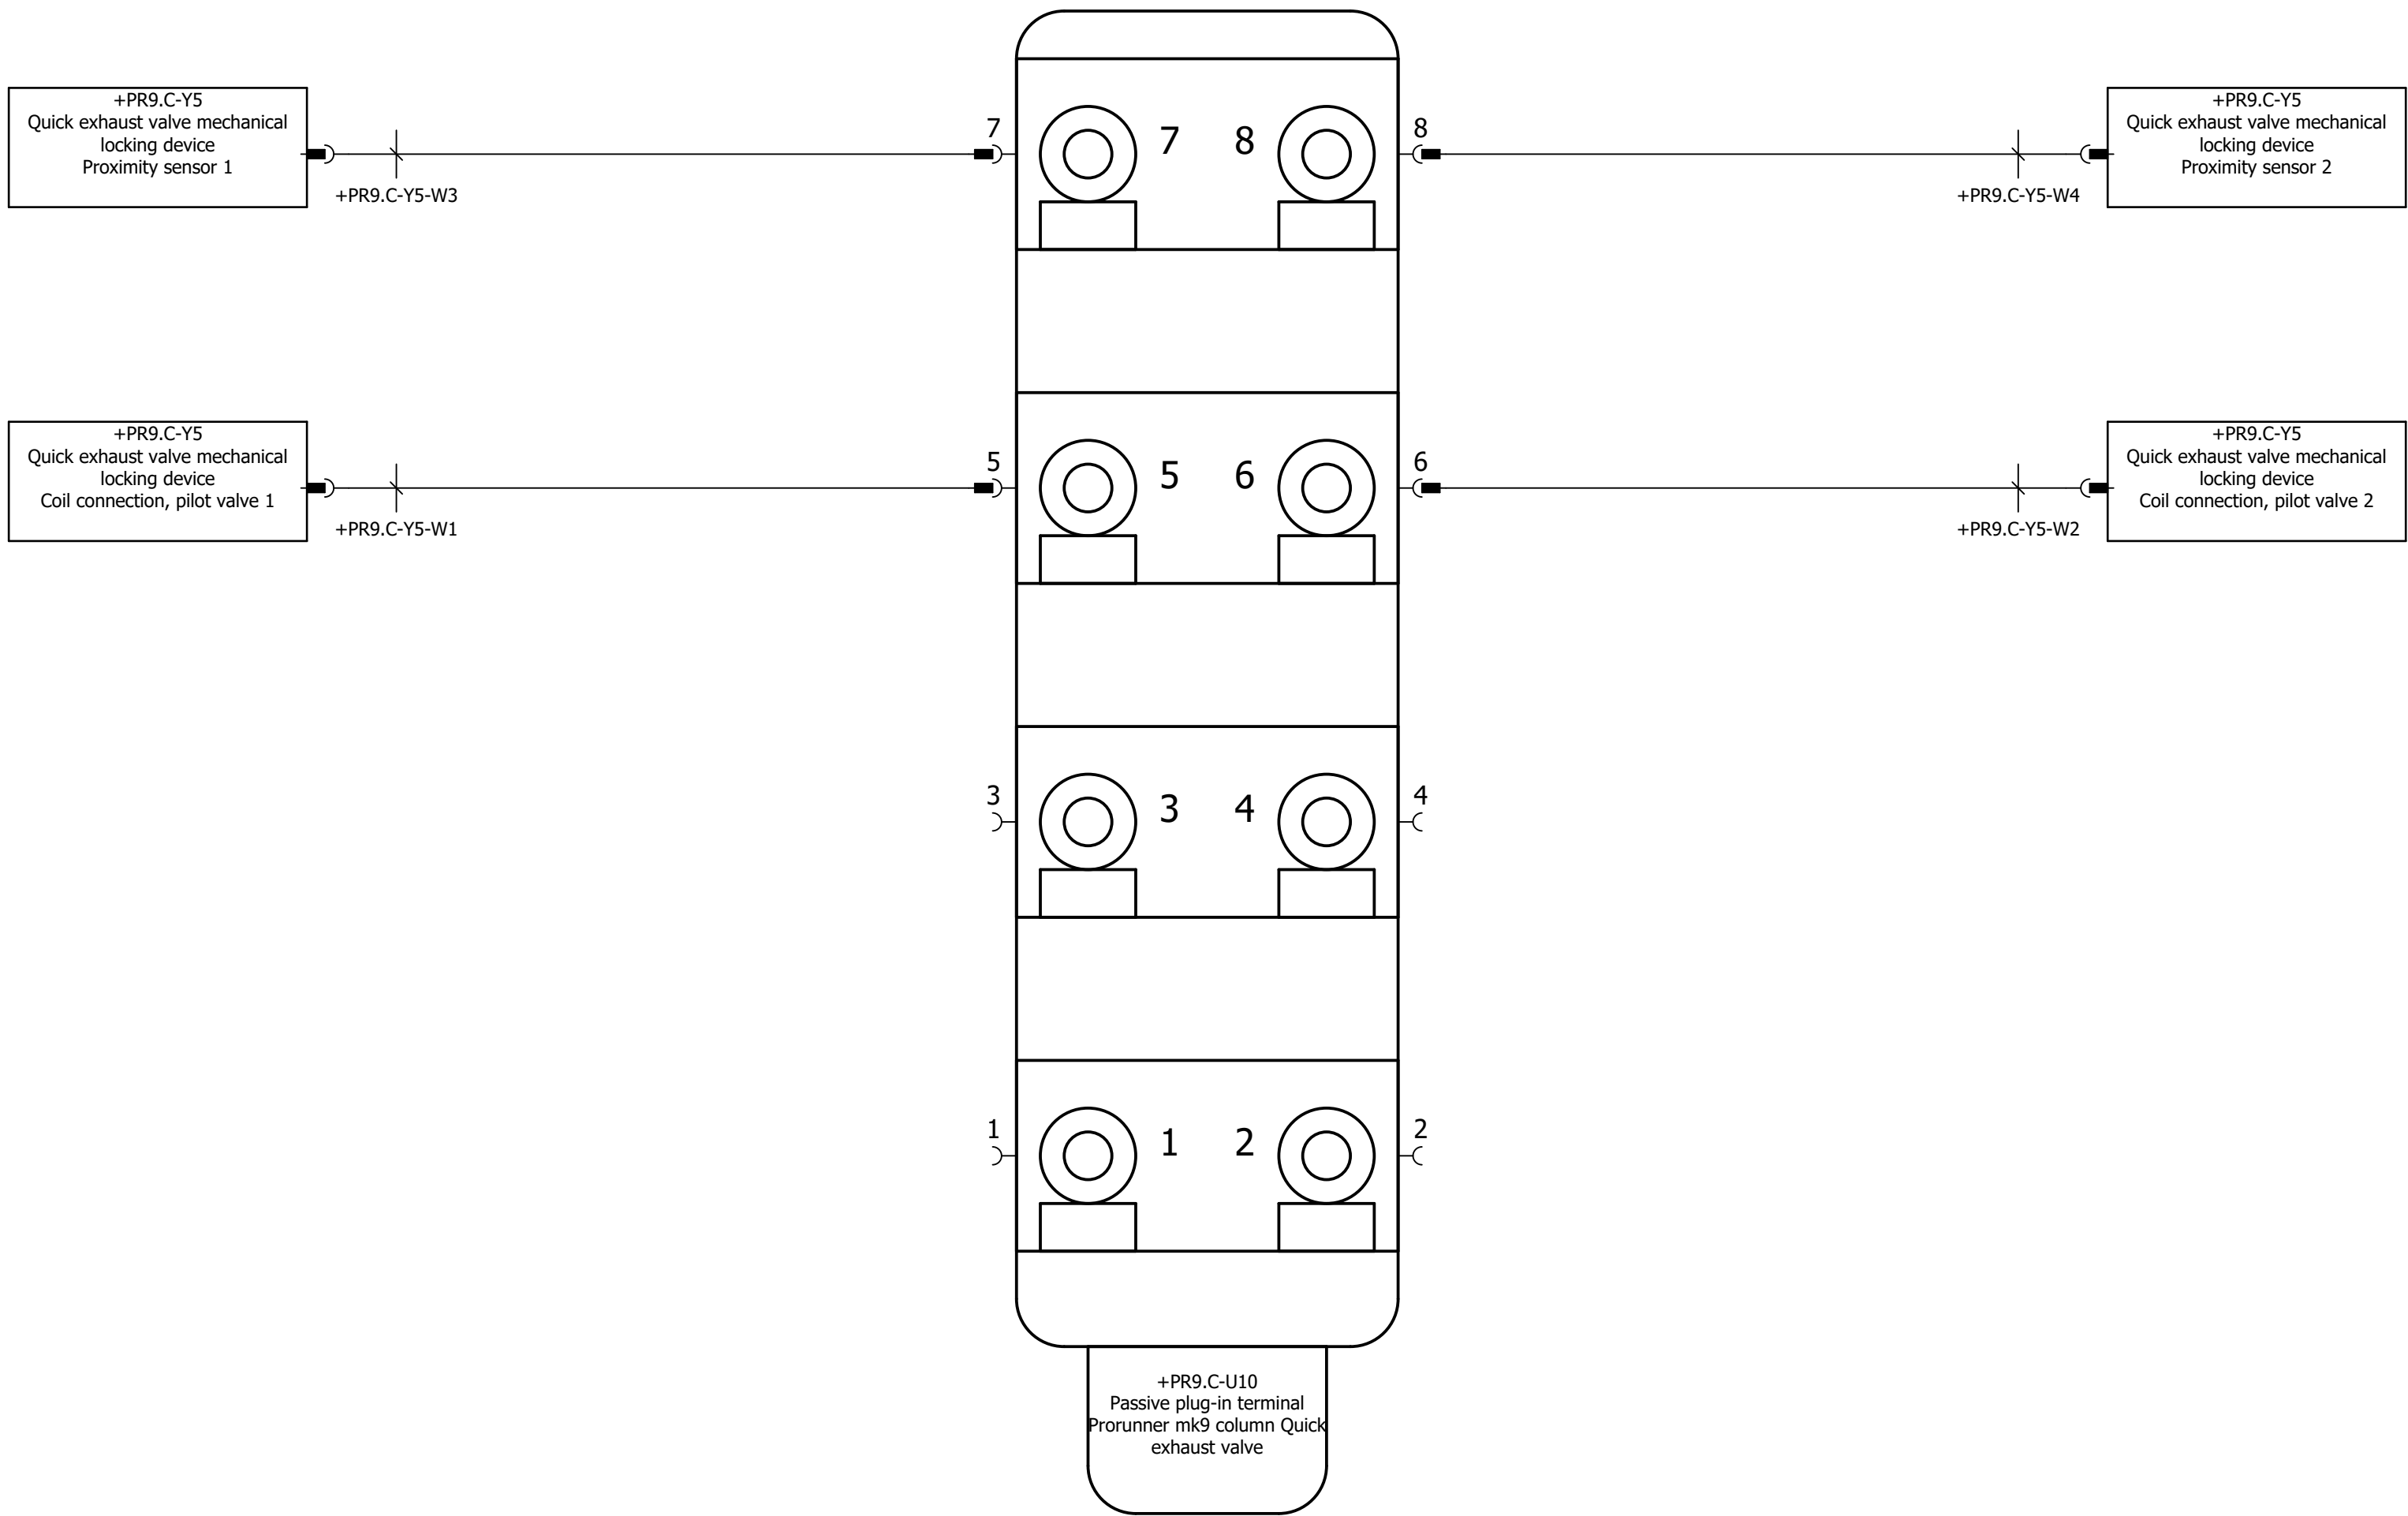 +PR9.C-Y5
Quick exhaust valve mechanical
locking device
Proximity sensor 1
+PR9.C-Y5-W3
7
7 8
8
+PR9.C-Y5-W4
+PR9.C-Y5
Quick exhaust valve mechanical
locking device
Proximity sensor 2
+PR9.C-Y5
Quick exhaust valve mechanical
locking device
Coil connection, pilot valve 1
+PR9.C-Y5-W1
5
5 6
6
+PR9.C-Y5-W2
+PR9.C-Y5
Quick exhaust valve mechanical
locking device
Coil connection, pilot valve 2
3
3 4
4
1
1 2
2
+PR9.C-U10
Passive plug-in terminal
Prorunner mk9 column Quick
exhaust valve